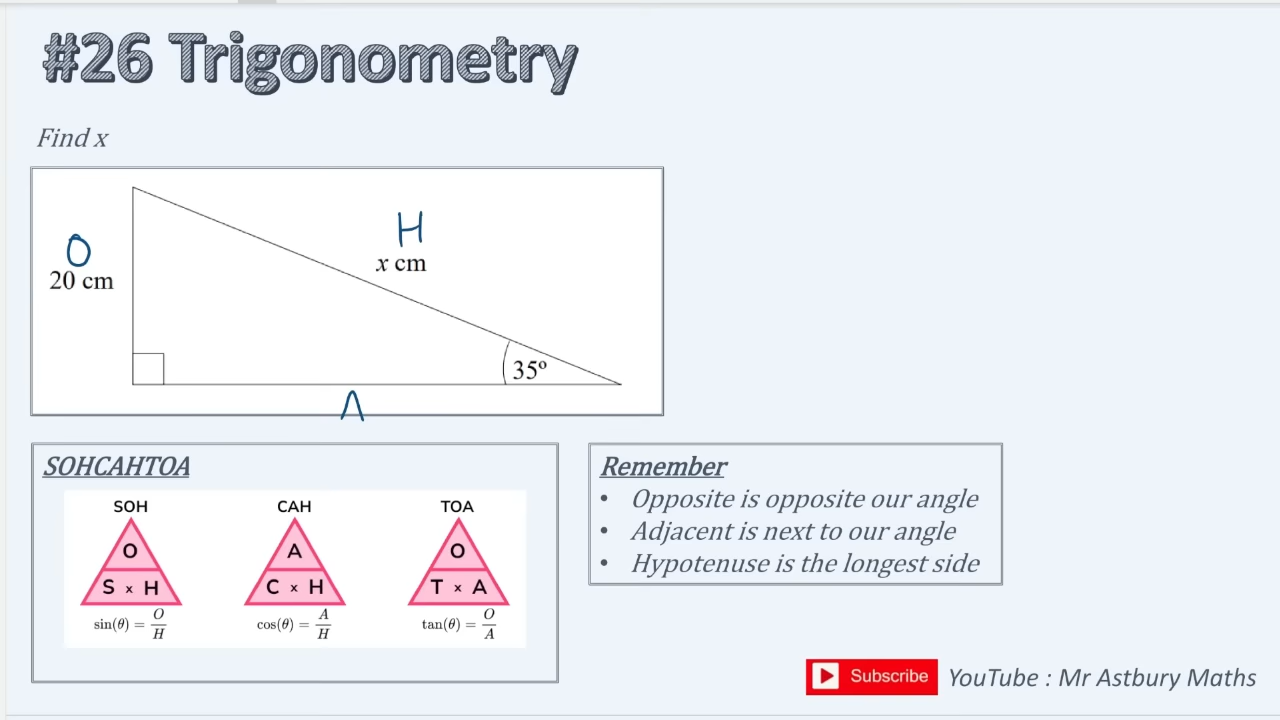 #26 Trigonometry
Find x
O
20 cm
H
x cm
35º
SOHCAHTOA
SOH
CAH
TOA
O
S × H
A
C × H
O
T × A
sin(θ) = O/H
cos(θ) = A/H
tan(θ) = O/A
Remember
• Opposite is opposite our angle
• Adjacent is next to our angle
• Hypotenuse is the longest side
Subscribe
YouTube : Mr Astbury Maths